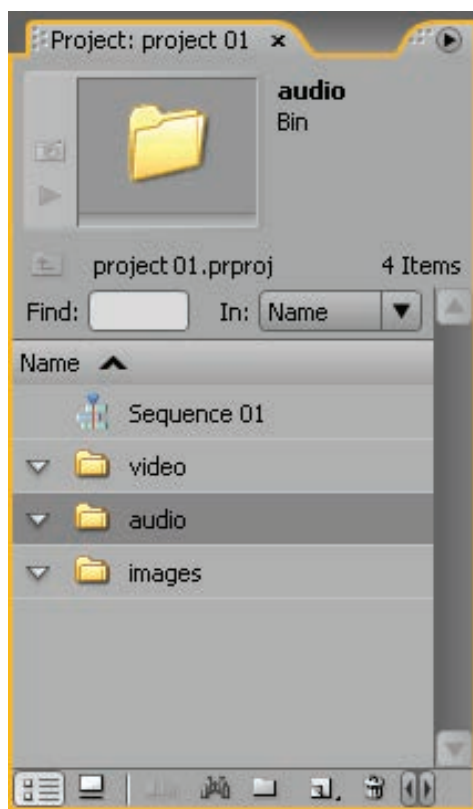 Project: project 01 x
audio
Bin
project 01.prproj 4 Items
Find: In: Name
Name
Sequence 01
video
audio
images